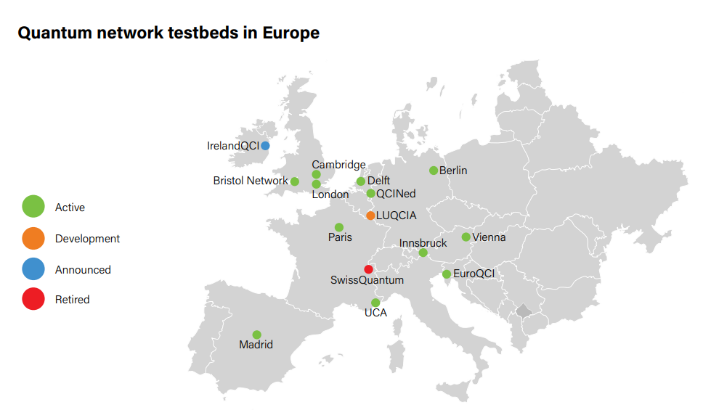 Quantum network testbeds in Europe
IrelandQCI
Cambridge
Bristol Network
London
Delft
QCINed
Berlin
LUQCIA
Paris
Innsbruck
Vienna
SwissQuantum
EuroQCI
UCA
Madrid
Active
Development
Announced
Retired